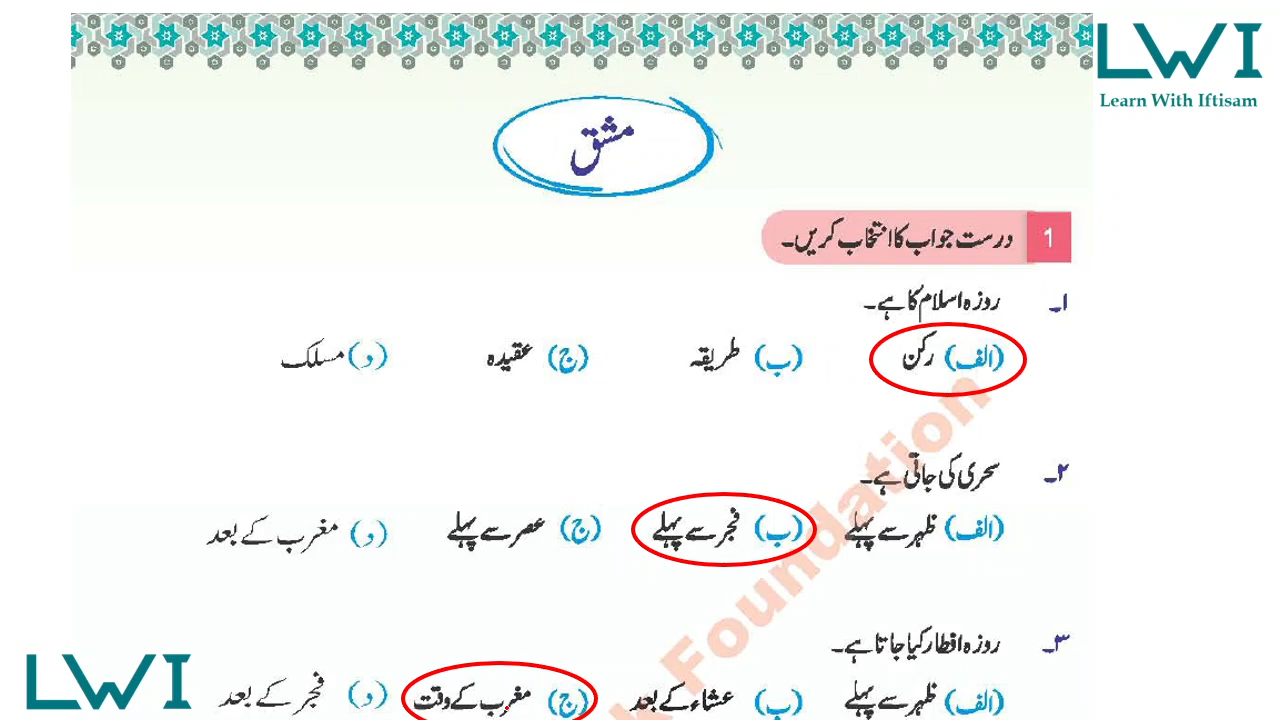 LWI
Learn With Iftisam
مشق
1 درست جواب کا انتخاب کریں۔
۱۔ روزہ اسلام کا ہے۔
(الف) رکن (ب) طریقہ (ج) عقیدہ (د) مسلک
۲۔ سحری کی جاتی ہے۔
(الف) ظہر سے پہلے (ب) فجر سے پہلے (ج) عصر سے پہلے (د) مغرب کے بعد
۳۔ روزہ افطار کیا جاتا ہے۔
(الف) ظہر سے پہلے (ب) عشاء کے بعد (ج) مغرب کے وقت (د) فجر کے بعد
k Foundation
LWI